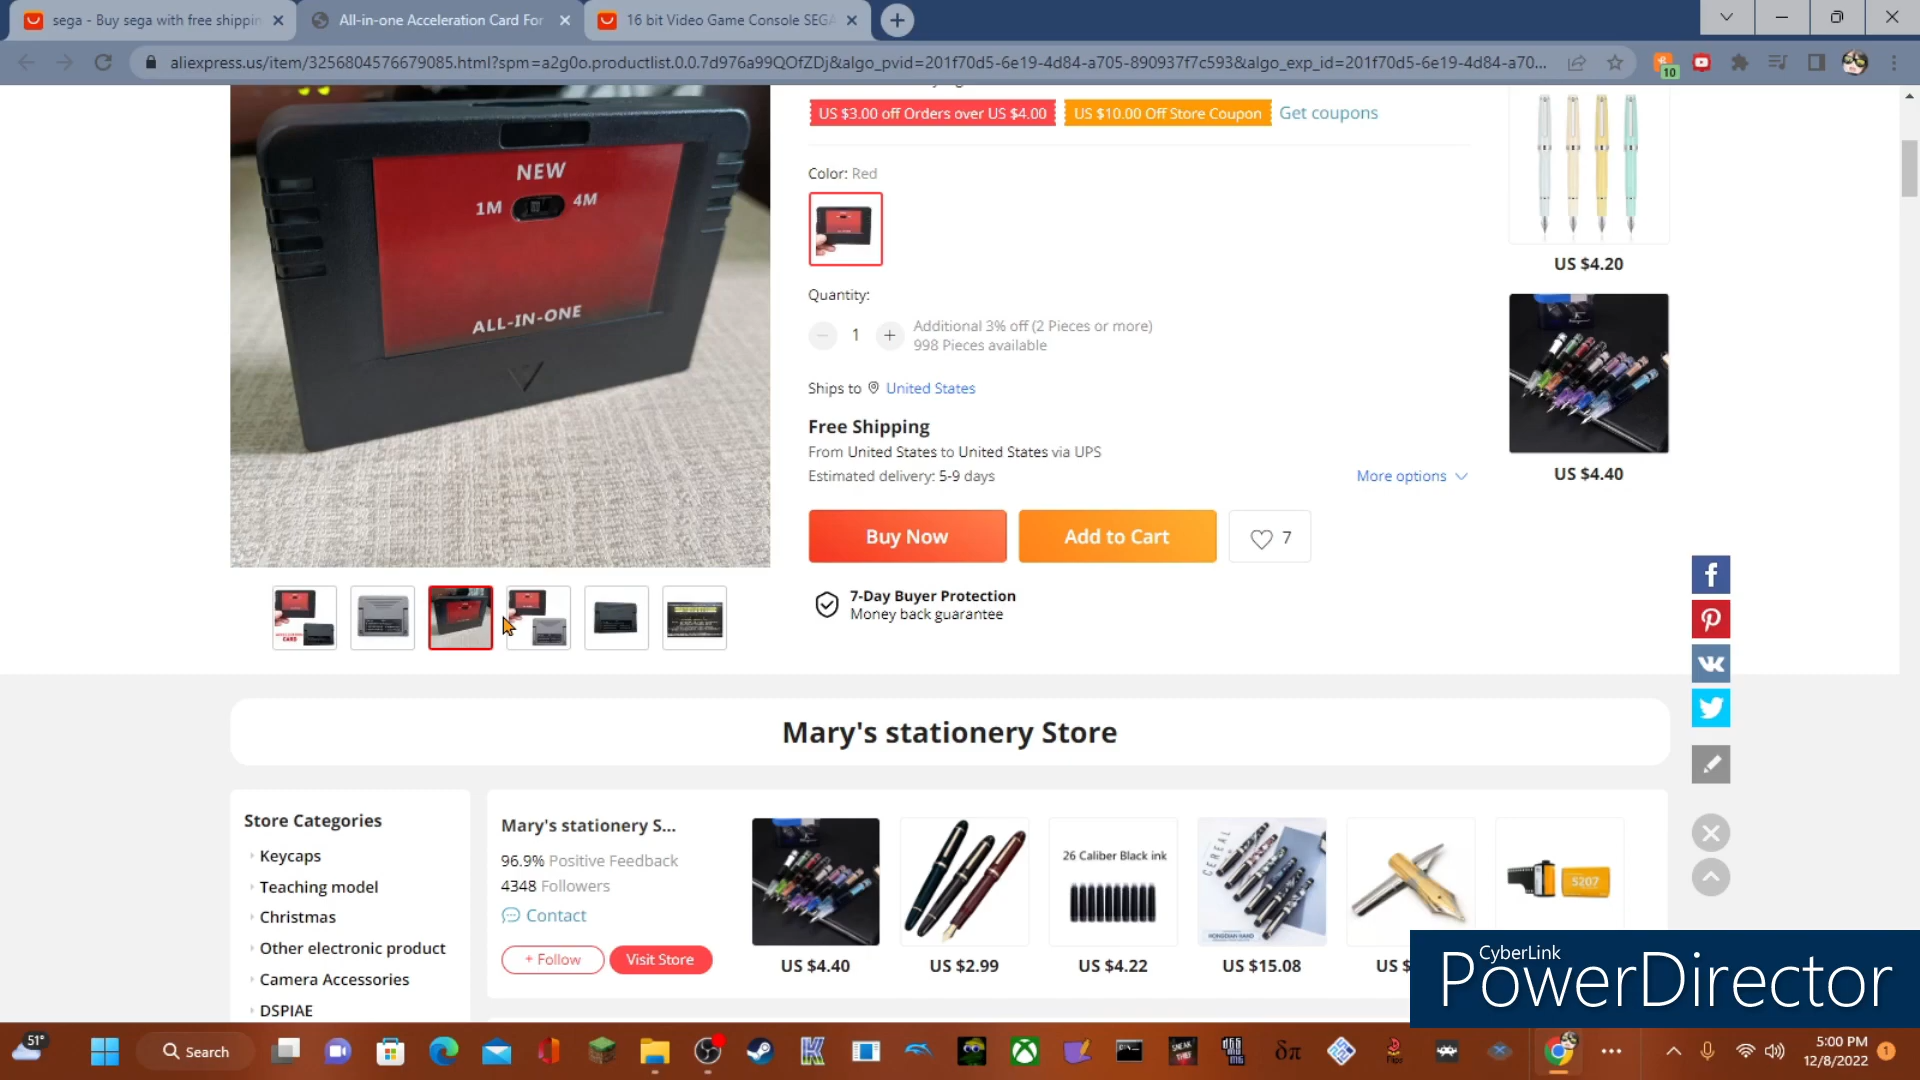 sega - Buy sega with free shippin
All-in-one Acceleration Card For
16 bit Video Game Console SEGA
aliexpress.us/item/3256804576679085.html?spm=a2g0o.productlist.0.0.7d976a99QOfZDj&algo_pvid=201f70d5-6e19-4d84-a705-890937f7c593&algo_exp_id=201f70d5-6e19-4d84-a70...
10
US $3.00 off Orders over US $4.00
US $10.00 Off Store Coupon
Get coupons
NEW
1M
4M
ALL-IN-ONE
Color: Red
Quantity:
1
Additional 3% off (2 Pieces or more)
998 Pieces available
Ships to United States
Free Shipping
From United States to United States via UPS
Estimated delivery: 5-9 days
More options
Buy Now
Add to Cart
7
7-Day Buyer Protection
Money back guarantee
US $4.20
US $4.40
Mary's stationery Store
Store Categories
Keycaps
Teaching model
Christmas
Other electronic product
Camera Accessories
DSPIAE
Mary's stationery S...
96.9% Positive Feedback
4348 Followers
Contact
+ Follow
Visit Store
26 Caliber Black ink
CEREAL
5207
US $4.40
US $2.99
US $4.22
US $15.08
US $
CyberLink
PowerDirector
51°
Search
5:00 PM
12/8/2022
1